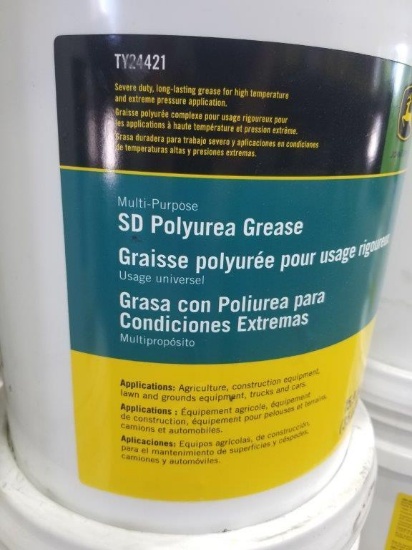 TY24421
Severe duty, long-lasting grease for high temperature
and extreme pressure application.
Graisse polyurée complexe pour usage rigoureux pour
les applications à haute température et pression extrême.
Grasa duradera para trabajo severo y aplicaciones en condiciones
de temperaturas altas y presiones extremas.
Multi-Purpose
SD Polyurea Grease
Graisse polyurée pour usage rigoureux
Usage universel
Grasa con Poliurea para
Condiciones Extremas
Multipropósito
Applications: Agriculture, construction equipment,
lawn and grounds equipment, trucks and cars.
Applications : Équipement agricole, équipement
de construction, équipement pour pelouses et terrains,
camions et automobiles.
Aplicaciones: Equipos agrícolas, de construcción,
para el mantenimiento de superficies y céspedes,
camiones y automóviles.